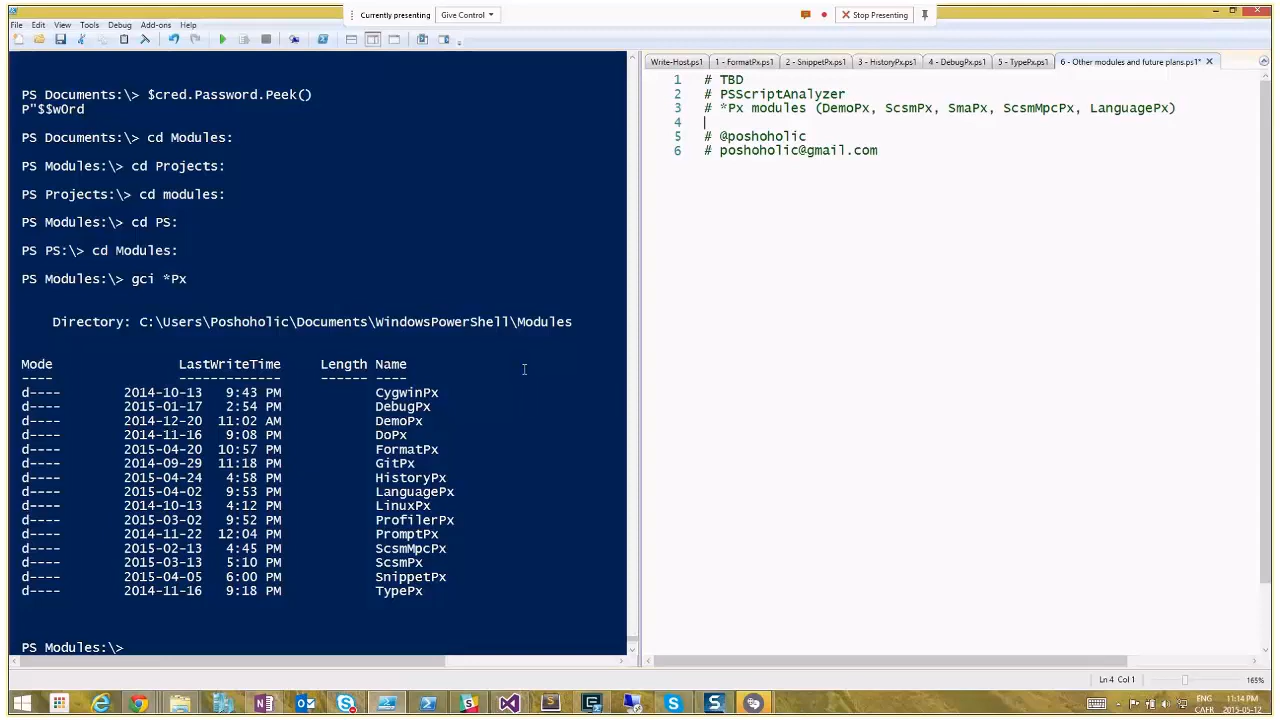 Currently presenting Give Control Stop Presenting
File Edit View Tools Debug Add-ons Help
PS Documents:\> $cred.Password.Peek()
P"$$w0rd
PS Documents:\> cd Modules:
PS Modules:\> cd Projects:
PS Projects:\> cd modules:
PS Modules:\> cd PS:
PS PS:\> cd Modules:
PS Modules:\> gci *Px
Directory: C:\Users\Poshoholic\Documents\WindowsPowerShell\Modules
Mode LastWriteTime Length Name
---- ------------- ------ ----
d---- 2014-10-13 9:43 PM CygwinPx
d---- 2015-01-17 2:54 PM DebugPx
d---- 2014-12-20 11:02 AM DemoPx
d---- 2014-11-16 9:08 PM DoPx
d---- 2015-04-20 10:57 PM FormatPx
d---- 2014-09-29 11:18 PM GitPx
d---- 2015-04-24 4:58 PM HistoryPx
d---- 2015-04-02 9:53 PM LanguagePx
d---- 2014-10-13 4:12 PM LinuxPx
d---- 2015-03-02 9:52 PM ProfilerPx
d---- 2014-11-22 12:04 PM PromptPx
d---- 2015-02-13 4:45 PM ScsmMpcPx
d---- 2015-03-13 5:10 PM ScsmPx
d---- 2015-04-05 6:00 PM SnippetPx
d---- 2014-11-16 9:18 PM TypePx
PS Modules:\>
Write-Host.ps1 1 - FormatPx.ps1 2 - SnippetPx.ps1 3 - HistoryPx.ps1 4 - DebugPx.ps1 5 - TypePx.ps1 6 - Other modules and future plans.ps1*
1 # TBD
2 # PSScriptAnalyzer
3 # *Px modules (DemoPx, ScsmPx, SmaPx, ScsmMpcPx, LanguagePx)
4
5 # @poshoholic
6 # poshoholic@gmail.com
Ln 4 Col 1 165%
ENG 11:14 PM
CAFR 2015-05-12